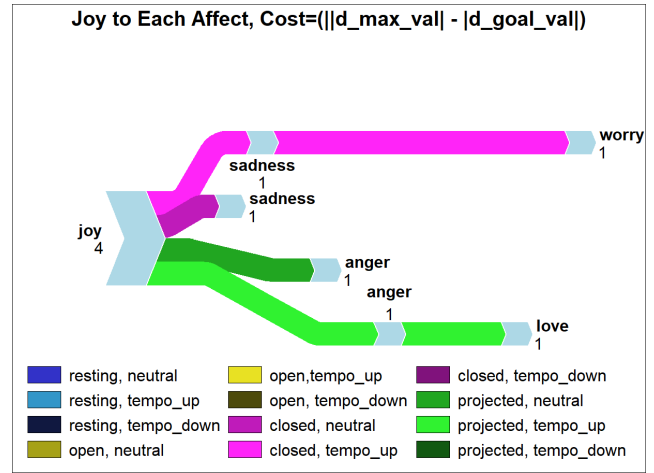 Joy to Each Affect, Cost=(||d_max_val| - |d_goal_val|)
worry
1
sadness
1
sadness
1
joy
4
anger
1
anger
1
love
1
resting, neutral
open,tempo_up
closed, tempo_down
resting, tempo_up
open, tempo_down
projected, neutral
resting, tempo_down
closed, neutral
projected, tempo_up
open, neutral
closed, tempo_up
projected, tempo_down